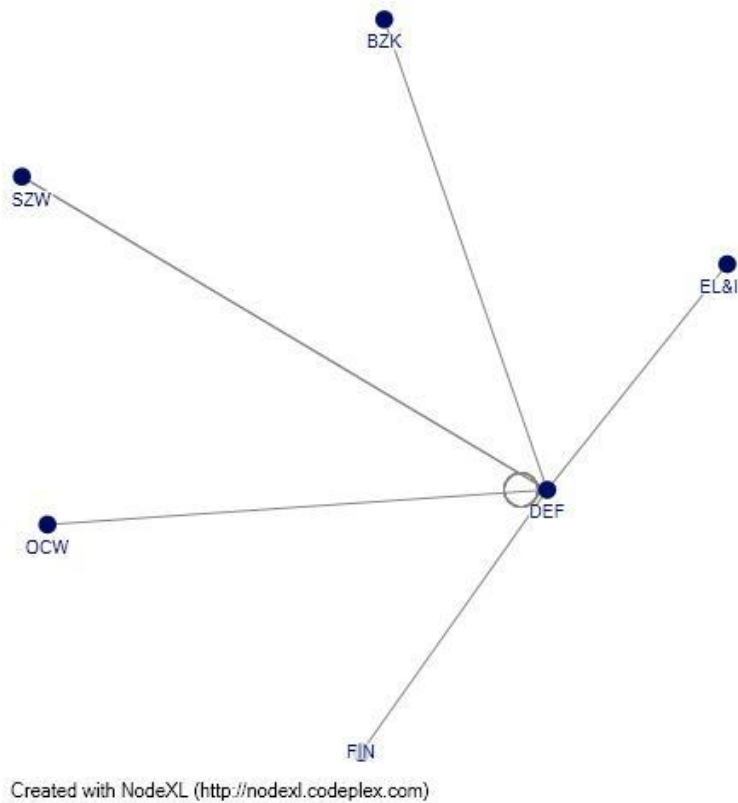 BZK
SZW
EL&I
DEF
OCW
FIN
Created with NodeXL (http://nodexl.codeplex.com)